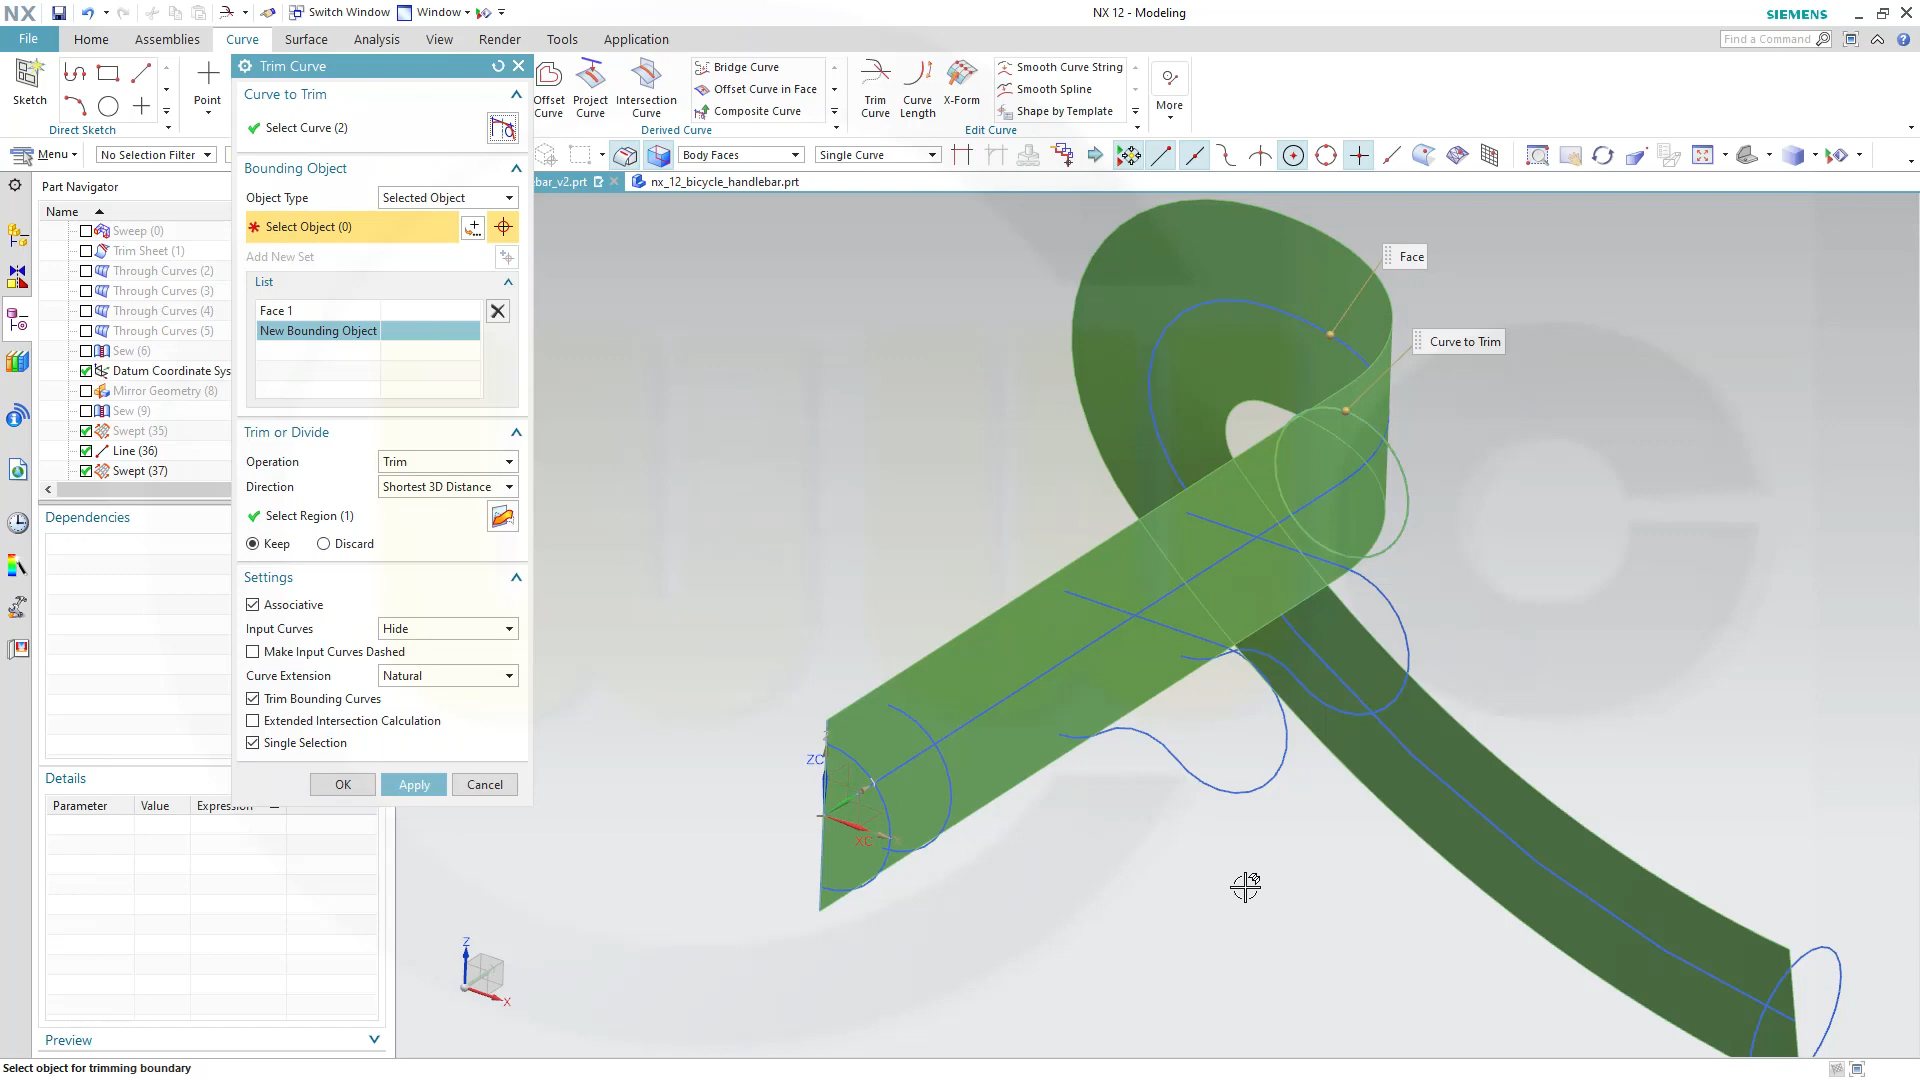 NX
Switch Window
Window
NX 12 - Modeling
SIEMENS
File
Home
Assemblies
Curve
Surface
Analysis
View
Render
Tools
Application
Find a Command
Sketch
Point
Direct Sketch
Trim Curve
Offset Curve
Project Curve
Intersection Curve
Bridge Curve
Offset Curve in Face
Composite Curve
Derived Curve
Trim Curve
Curve Length
X-Form
Smooth Curve String
Smooth Spline
Shape by Template
Edit Curve
More
Menu
No Selection Filter
Body Faces
Single Curve
ebar_v2.prt
nx_12_bicycle_handlebar.prt
Part Navigator
Name
Sweep (0)
Trim Sheet (1)
Through Curves (2)
Through Curves (3)
Through Curves (4)
Through Curves (5)
Sew (6)
Datum Coordinate Sys
Mirror Geometry (8)
Sew (9)
Swept (35)
Line (36)
Swept (37)
Dependencies
Details
Parameter
Value
Expression
Preview
Curve to Trim
Select Curve (2)
Bounding Object
Object Type
Selected Object
* Select Object (0)
Add New Set
List
Face 1
New Bounding Object
Trim or Divide
Operation
Trim
Direction
Shortest 3D Distance
Select Region (1)
Keep
Discard
Settings
Associative
Input Curves
Hide
Make Input Curves Dashed
Curve Extension
Natural
Trim Bounding Curves
Extended Intersection Calculation
Single Selection
OK
Apply
Cancel
Face
Curve to Trim
ZC
XC
Z
X
Select object for trimming boundary